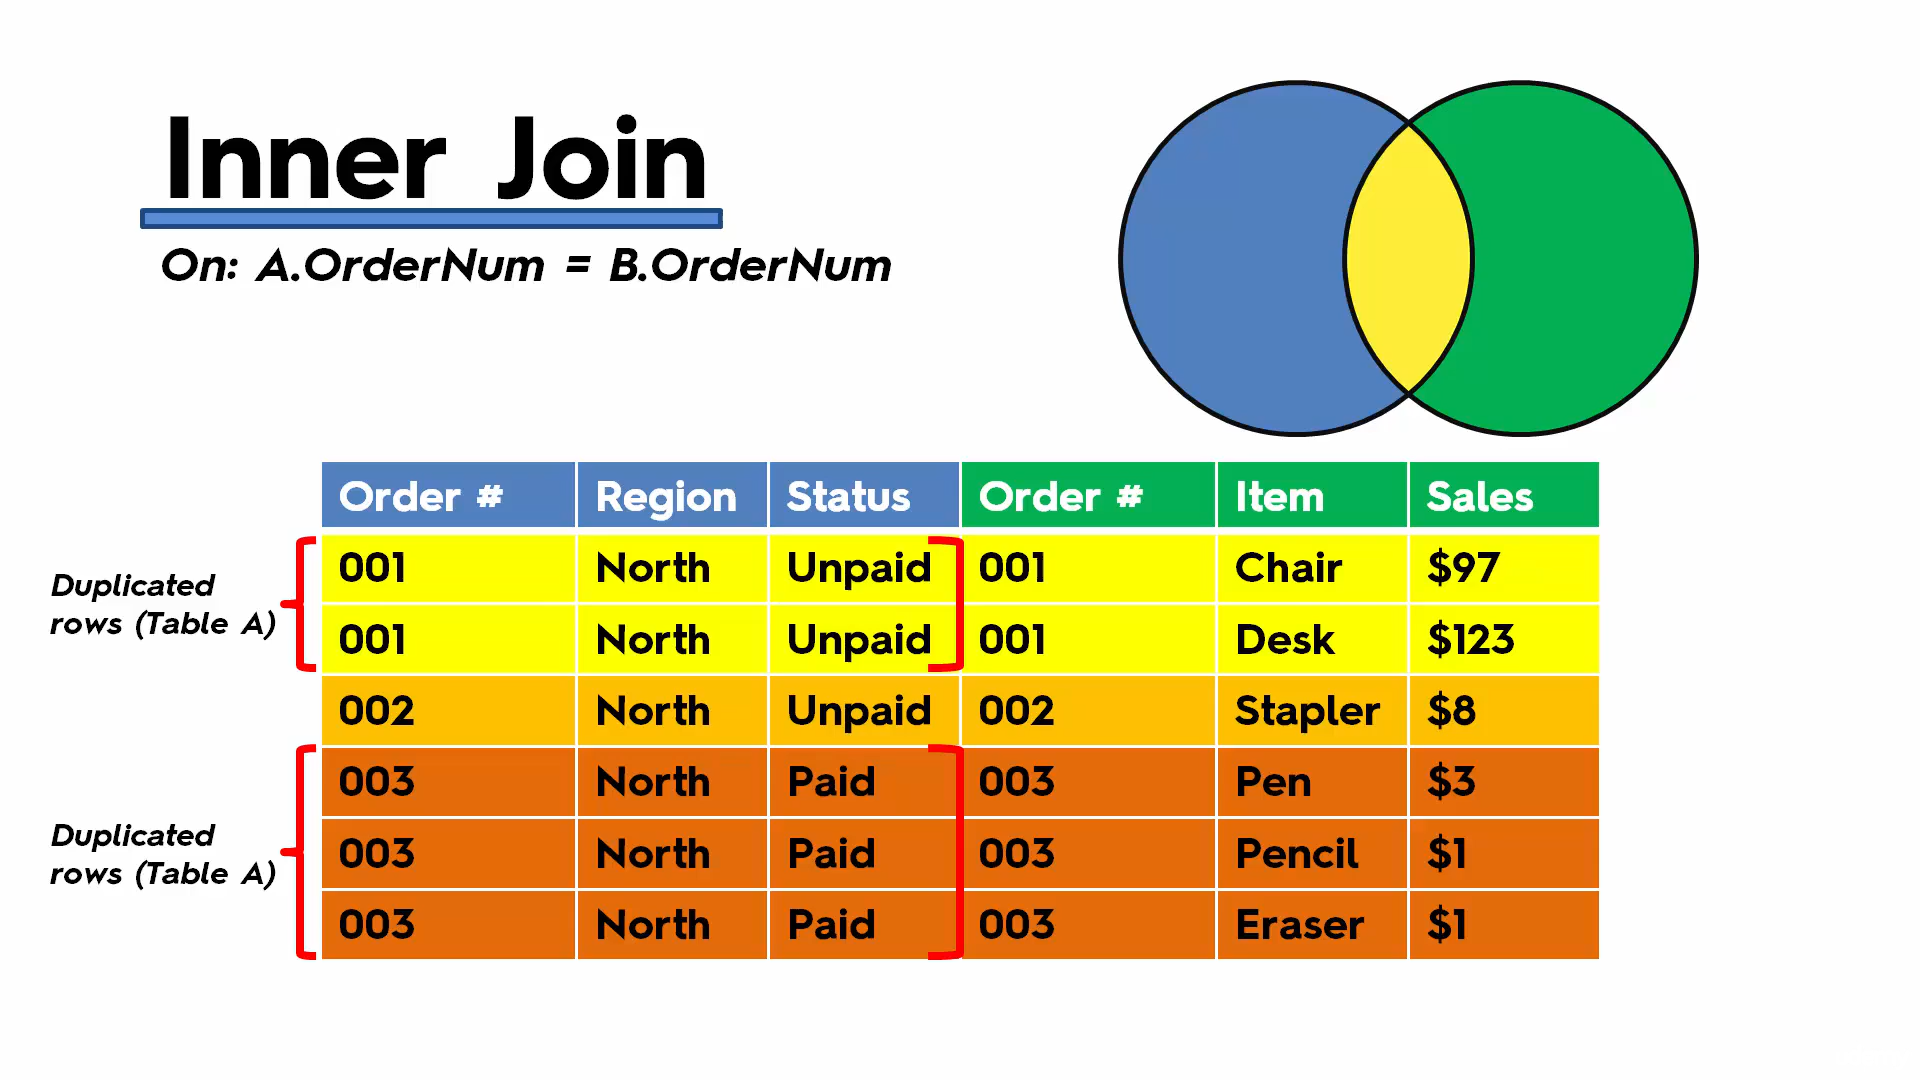 Inner Join
On: A.OrderNum = B.OrderNum
Order # Region Status Order # Item Sales
001 North Unpaid 001 Chair $97
Duplicated
rows (Table A)
001 North Unpaid 001 Desk $123
002 North Unpaid 002 Stapler $8
003 North Paid 003 Pen $3
Duplicated
rows (Table A)
003 North Paid 003 Pencil $1
003 North Paid 003 Eraser $1